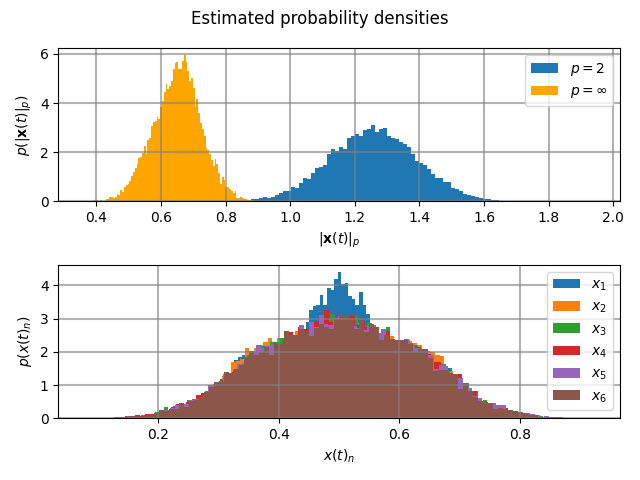 Estimated probability densities
6
4
2
0
p(|x(t)|ₚ)
p = 2
p = ∞
0.4 0.6 0.8 1.0 1.2 1.4 1.6 1.8 2.0
|x(t)|ₚ
4
3
2
1
0
p(x(t)ₙ)
x₁
x₂
x₃
x₄
x₅
x₆
0.2 0.4 0.6 0.8
x(t)ₙ